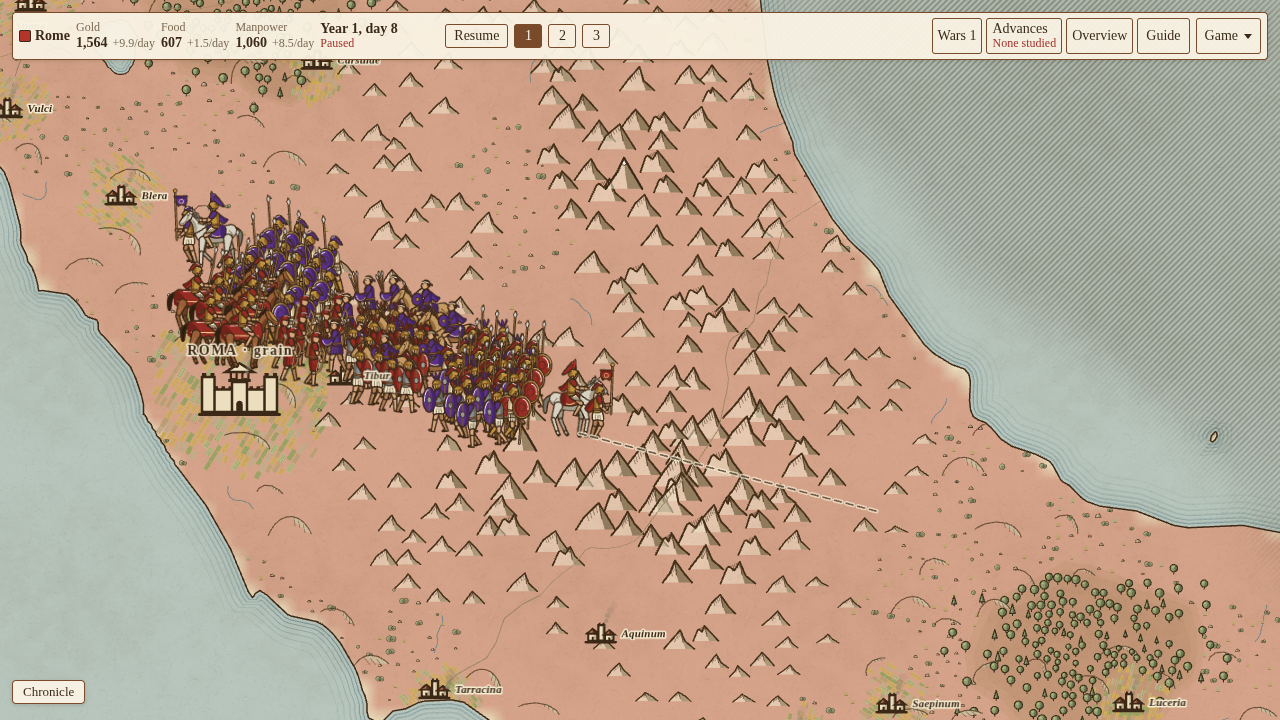 Rome
Gold
1,564 +9.9/day
Food
607 +1.5/day
Manpower
1,060 +8.5/day
Year 1, day 8
Paused
Resume
1
2
3
Wars 1
Advances
None studied
Overview
Guide
Game
Carsulae
Vulci
Blera
ROMA · grain
Tibur
Aquinum
Tarracina
Saepinum
Luceria
Chronicle